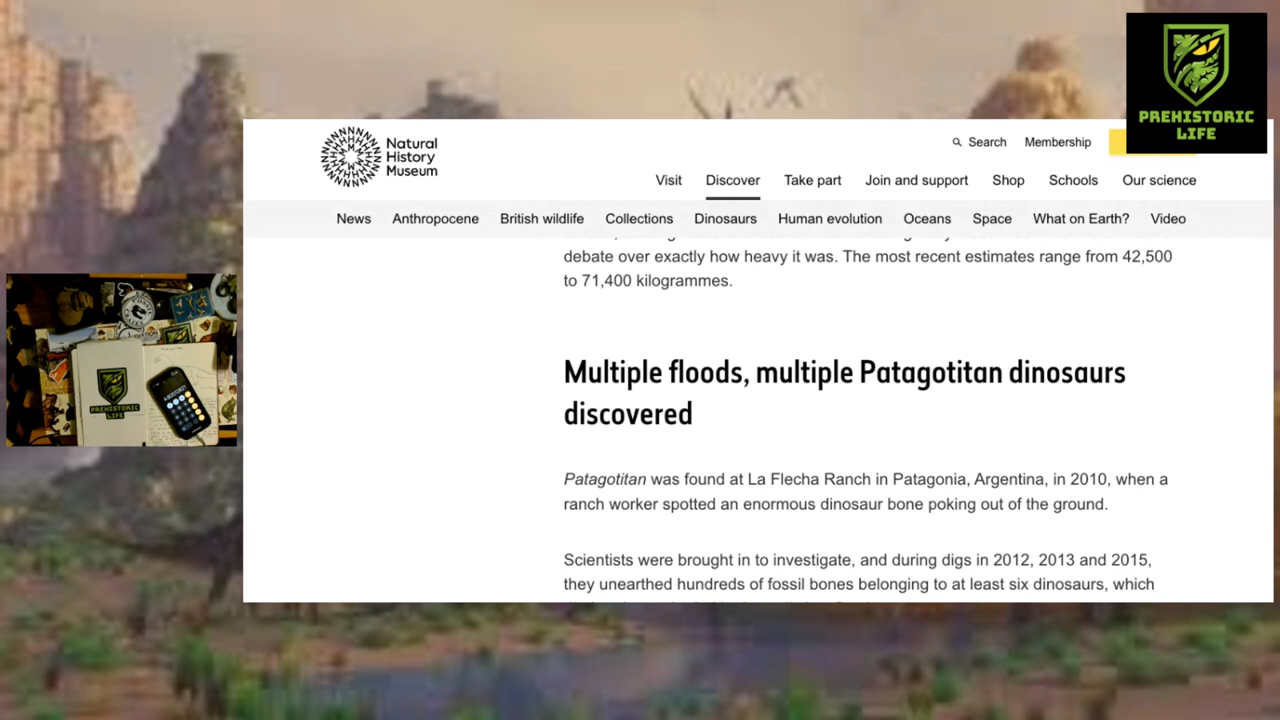 PREHISTORIC
LIFE
Natural
History
Museum
Search Membership
Visit Discover Take part Join and support Shop Schools Our science
News Anthropocene British wildlife Collections Dinosaurs Human evolution Oceans Space What on Earth? Video
debate over exactly how heavy it was. The most recent estimates range from 42,500
to 71,400 kilogrammes.
Multiple floods, multiple Patagotitan dinosaurs
discovered
Patagotitan was found at La Flecha Ranch in Patagonia, Argentina, in 2010, when a
ranch worker spotted an enormous dinosaur bone poking out of the ground.
Scientists were brought in to investigate, and during digs in 2012, 2013 and 2015,
they unearthed hundreds of fossil bones belonging to at least six dinosaurs, which
PREHISTORIC
LIFE